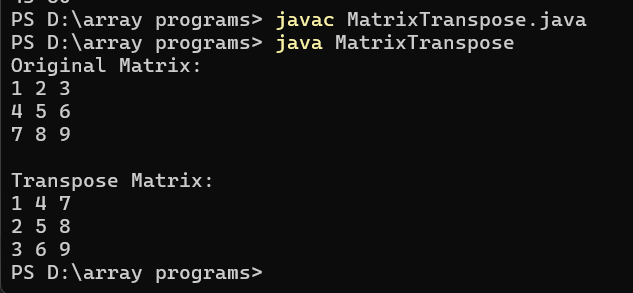 PS D:\array programs> javac MatrixTranspose.java
PS D:\array programs> java MatrixTranspose
Original Matrix:
1 2 3
4 5 6
7 8 9
Transpose Matrix:
1 4 7
2 5 8
3 6 9
PS D:\array programs>